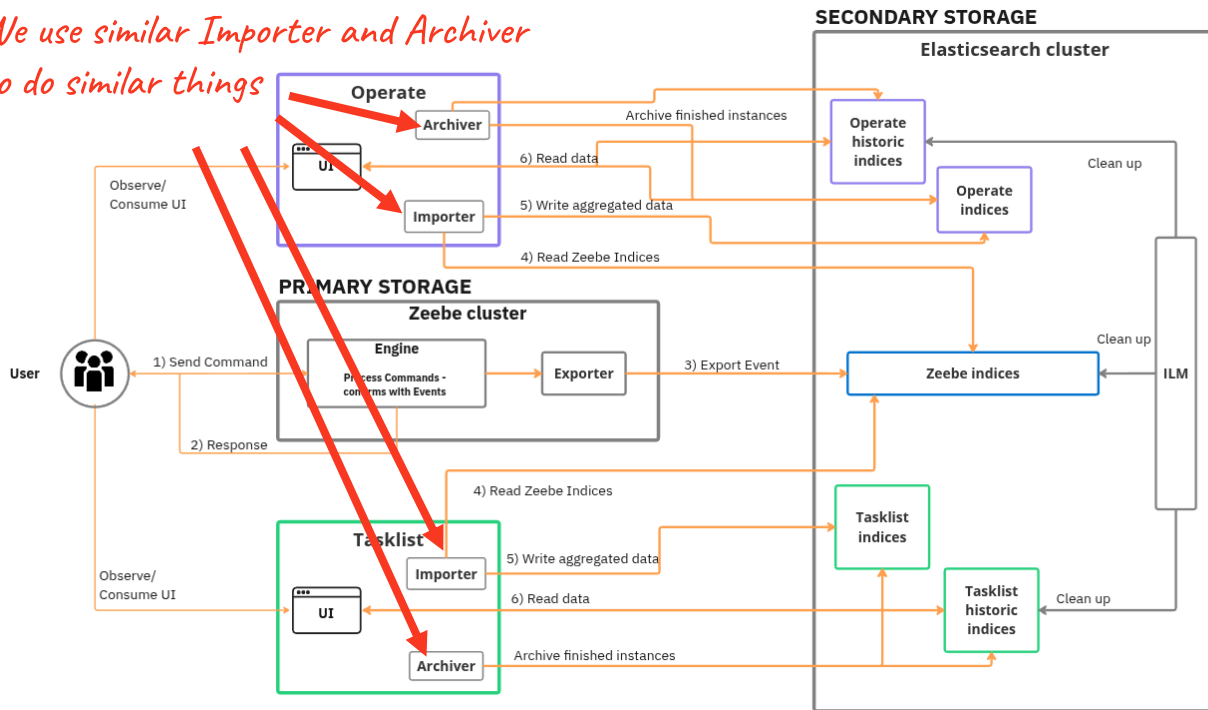 We use similar Importer and Archiver
to do similar things
SECONDARY STORAGE
Elasticsearch cluster
Operate
Archiver
Archive finished instances
Operate
historic
indices
Clean up
UI
6) Read data
Observe/
Consume UI
Operate
indices
Importer
5) Write aggregated data
4) Read Zeebe Indices
PRIMARY STORAGE
Zeebe cluster
Engine
Process Commands -
confirms with Events
Exporter
3) Export Event
Zeebe indices
Clean up
ILM
User
1) Send Command
2) Response
4) Read Zeebe Indices
Tasklist
indices
Tasklist
5) Write aggregated data
Importer
Observe/
Consume UI
UI
6) Read data
Tasklist
historic
indices
Clean up
Archive finished instances
Archiver